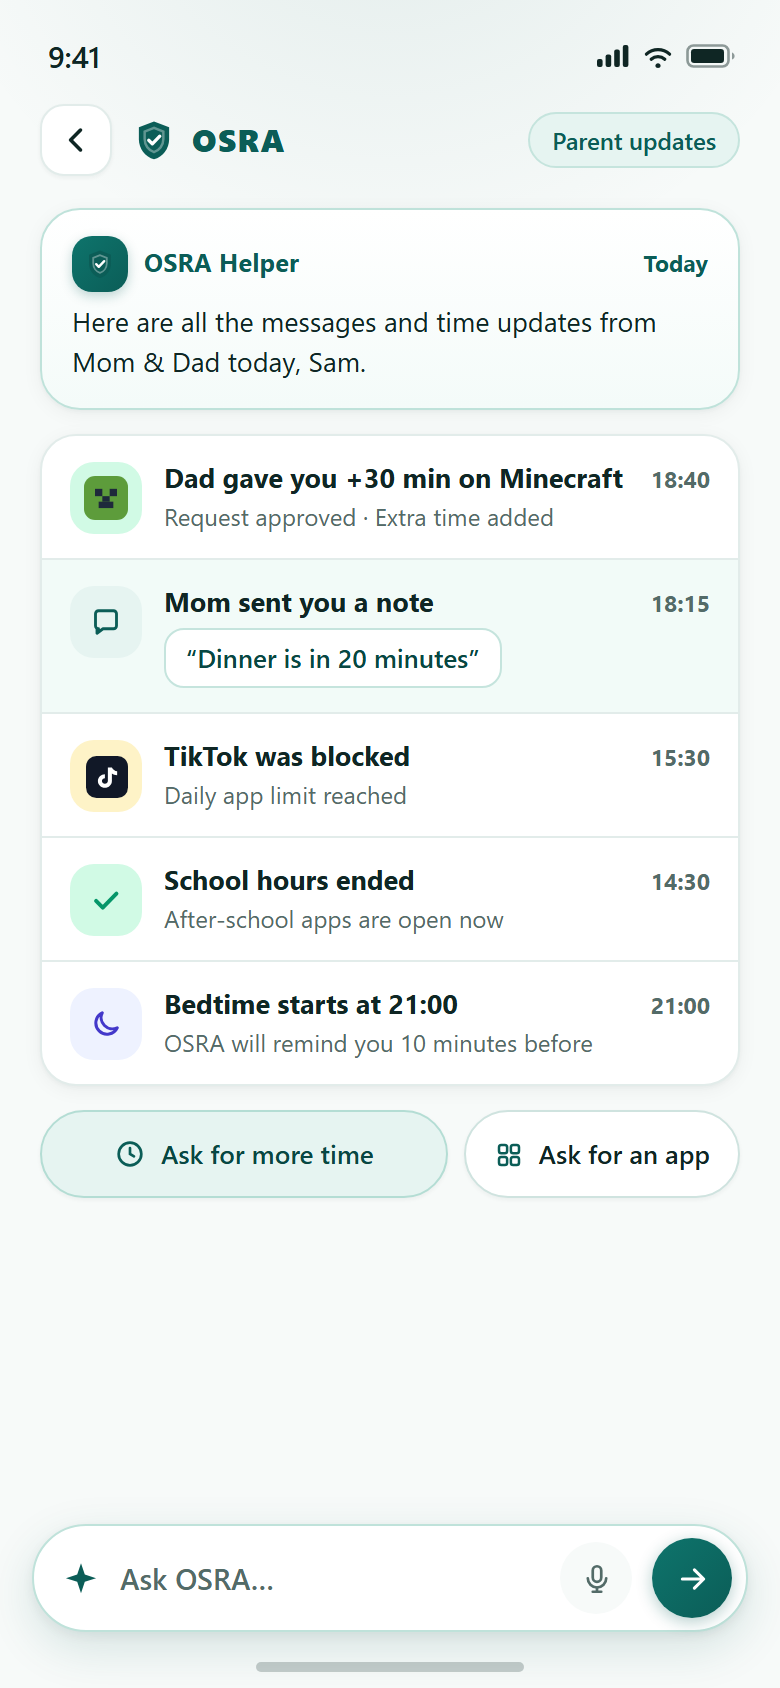 9:41
OSRA
Parent updates
OSRA Helper
Today
Here are all the messages and time updates from
Mom & Dad today, Sam.
Dad gave you +30 min on Minecraft
18:40
Request approved · Extra time added
Mom sent you a note
18:15
“Dinner is in 20 minutes”
TikTok was blocked
15:30
Daily app limit reached
School hours ended
14:30
After-school apps are open now
Bedtime starts at 21:00
21:00
OSRA will remind you 10 minutes before
Ask for more time
Ask for an app
Ask OSRA...